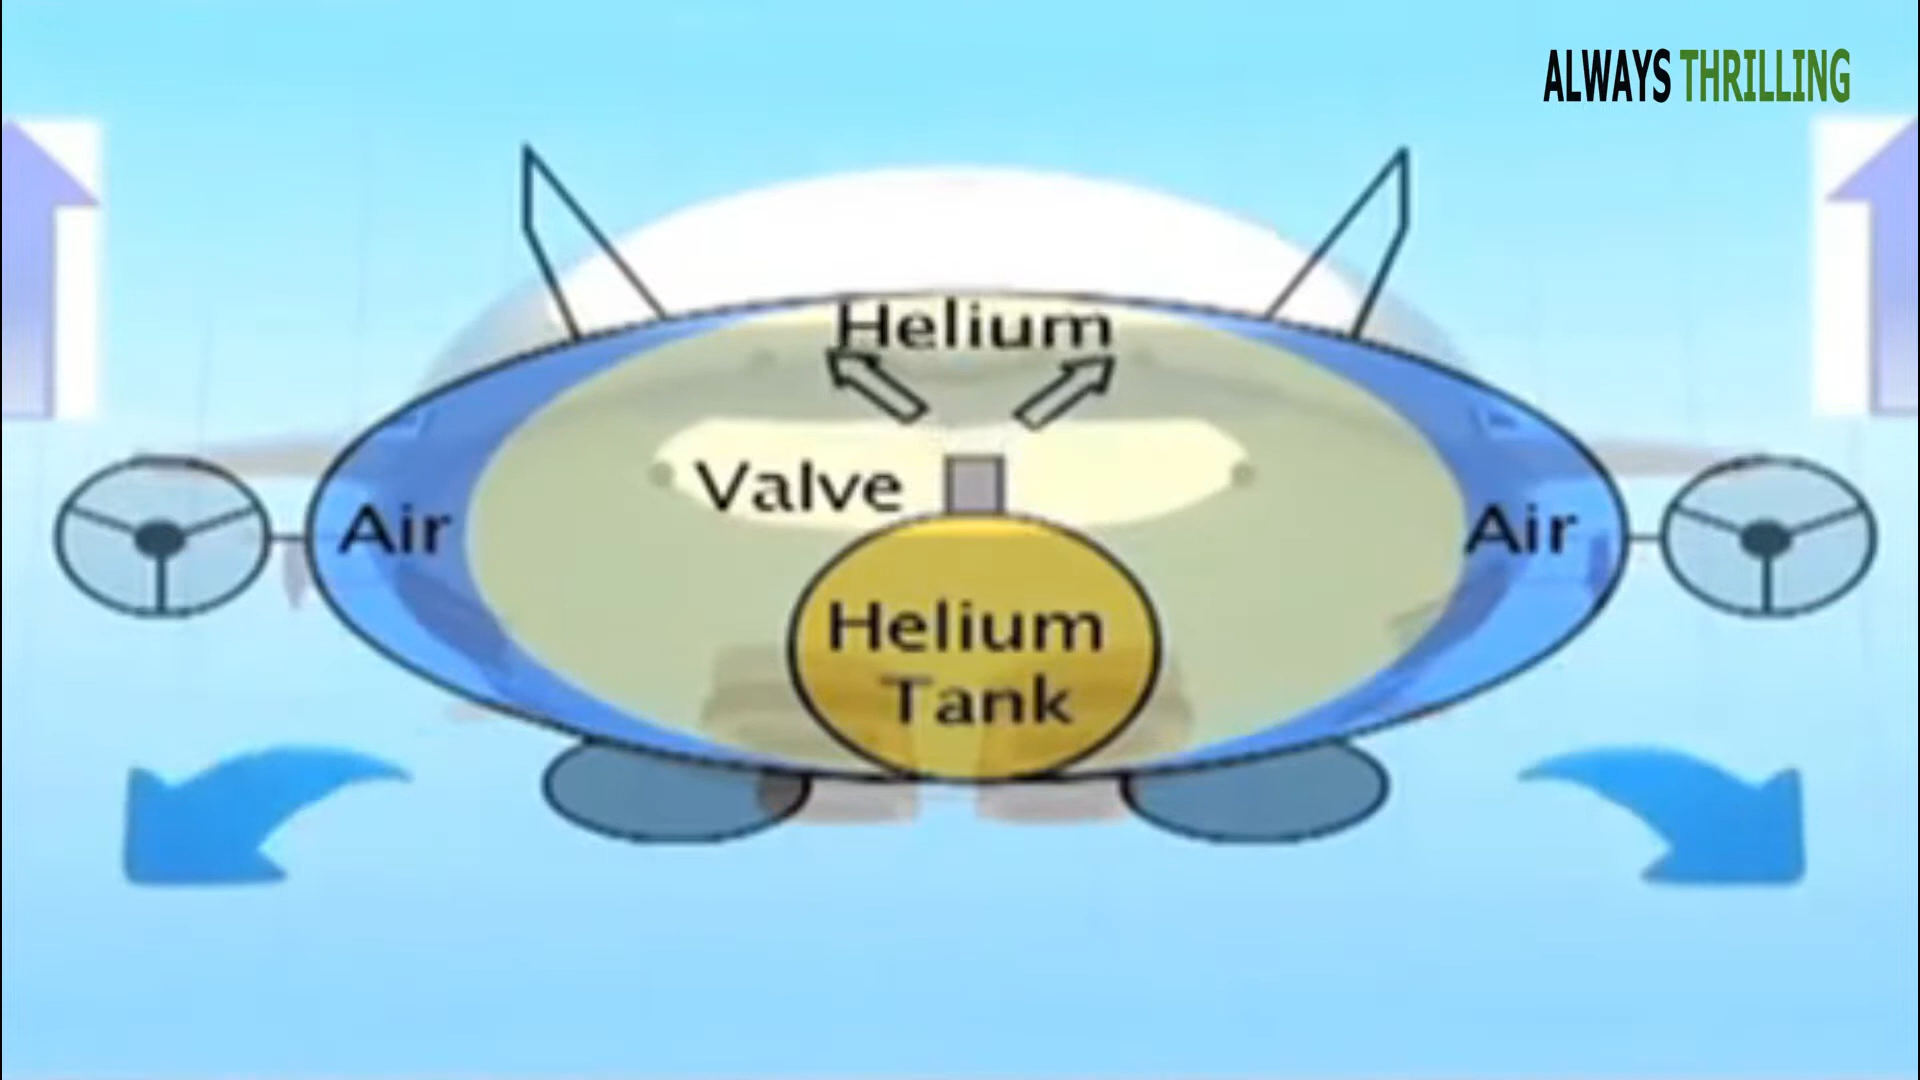 ALWAYS THRILLING
Helium
Valve
Air
Air
Helium
Tank